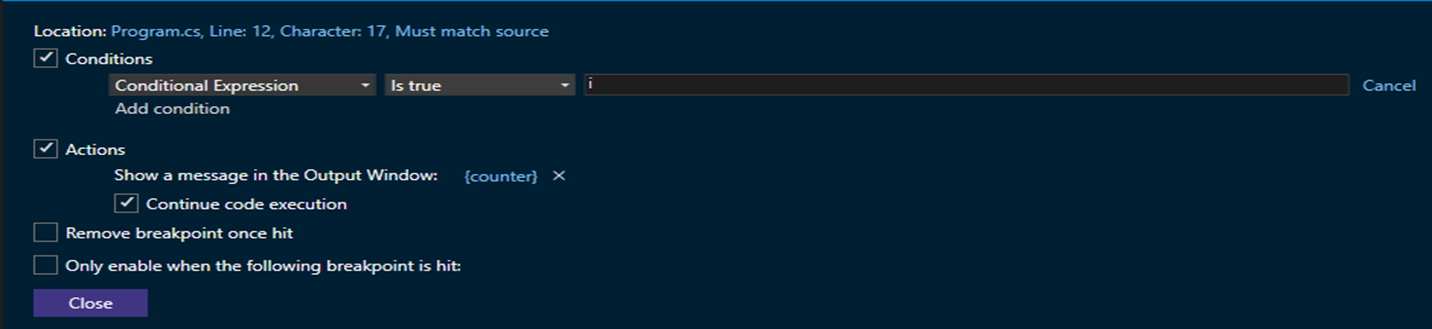 Location: Program.cs, Line: 12, Character: 17, Must match source
Conditions
Conditional Expression Is true i Cancel
Add condition
Actions
Show a message in the Output Window: {counter} ×
Continue code execution
Remove breakpoint once hit
Only enable when the following breakpoint is hit:
Close